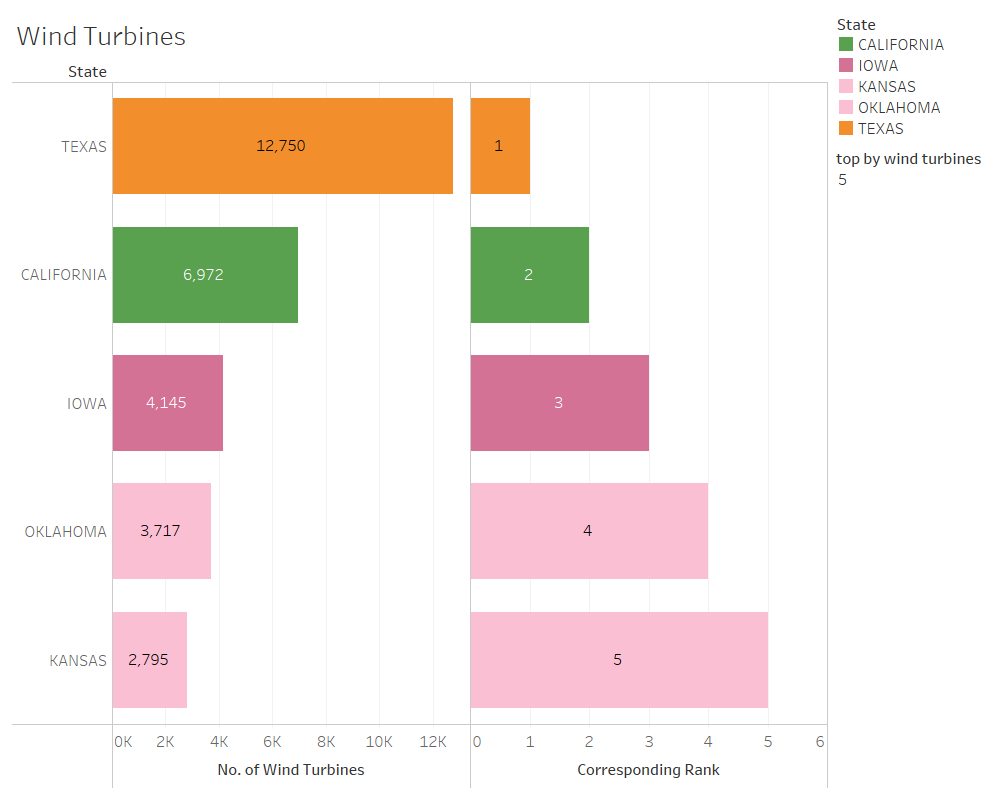 Wind Turbines
State
TEXAS
12,750
1
CALIFORNIA
6,972
2
IOWA
4,145
3
OKLAHOMA
3,717
4
KANSAS
2,795
5
0K 2K 4K 6K 8K 10K 12K
0 1 2 3 4 5 6
No. of Wind Turbines
Corresponding Rank
State
CALIFORNIA
IOWA
KANSAS
OKLAHOMA
TEXAS
top by wind turbines
5